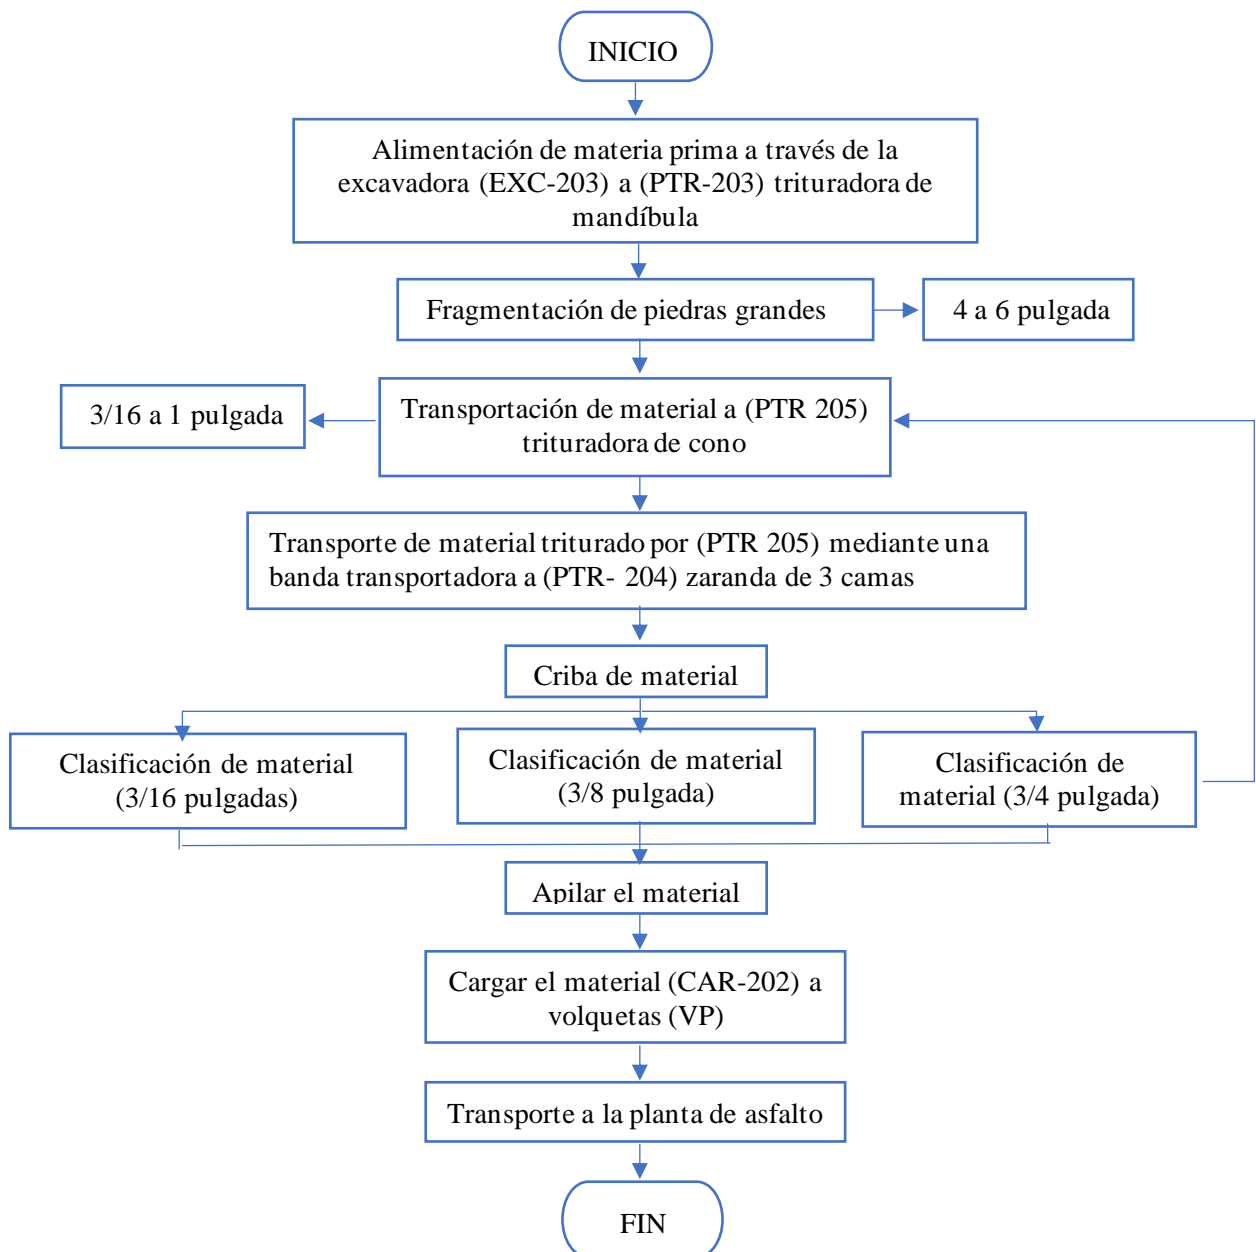 INICIO
Alimentación de materia prima a través de la
excavadora (EXC-203) a (PTR-203) trituradora de
mandíbula
Fragmentación de piedras grandes
4 a 6 pulgada
3/16 a 1 pulgada
Transportación de material a (PTR 205)
trituradora de cono
Transporte de material triturado por (PTR 205) mediante una
banda transportadora a (PTR- 204) zaranda de 3 camas
Criba de material
Clasificación de material
(3/16 pulgadas)
Clasificación de material
(3/8 pulgada)
Clasificación de
material (3/4 pulgada)
Apilar el material
Cargar el material (CAR-202) a
volquetas (VP)
Transporte a la planta de asfalto
FIN